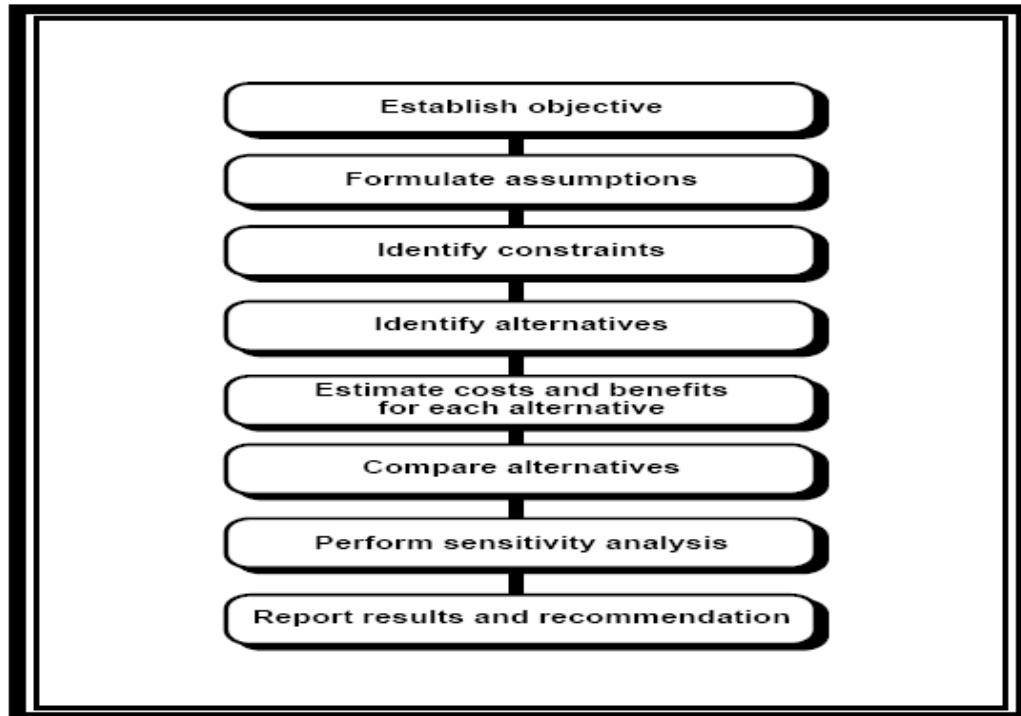 Establish objective
Formulate assumptions
Identify constraints
Identify alternatives
Estimate costs and benefits
for each alternative
Compare alternatives
Perform sensitivity analysis
Report results and recommendation